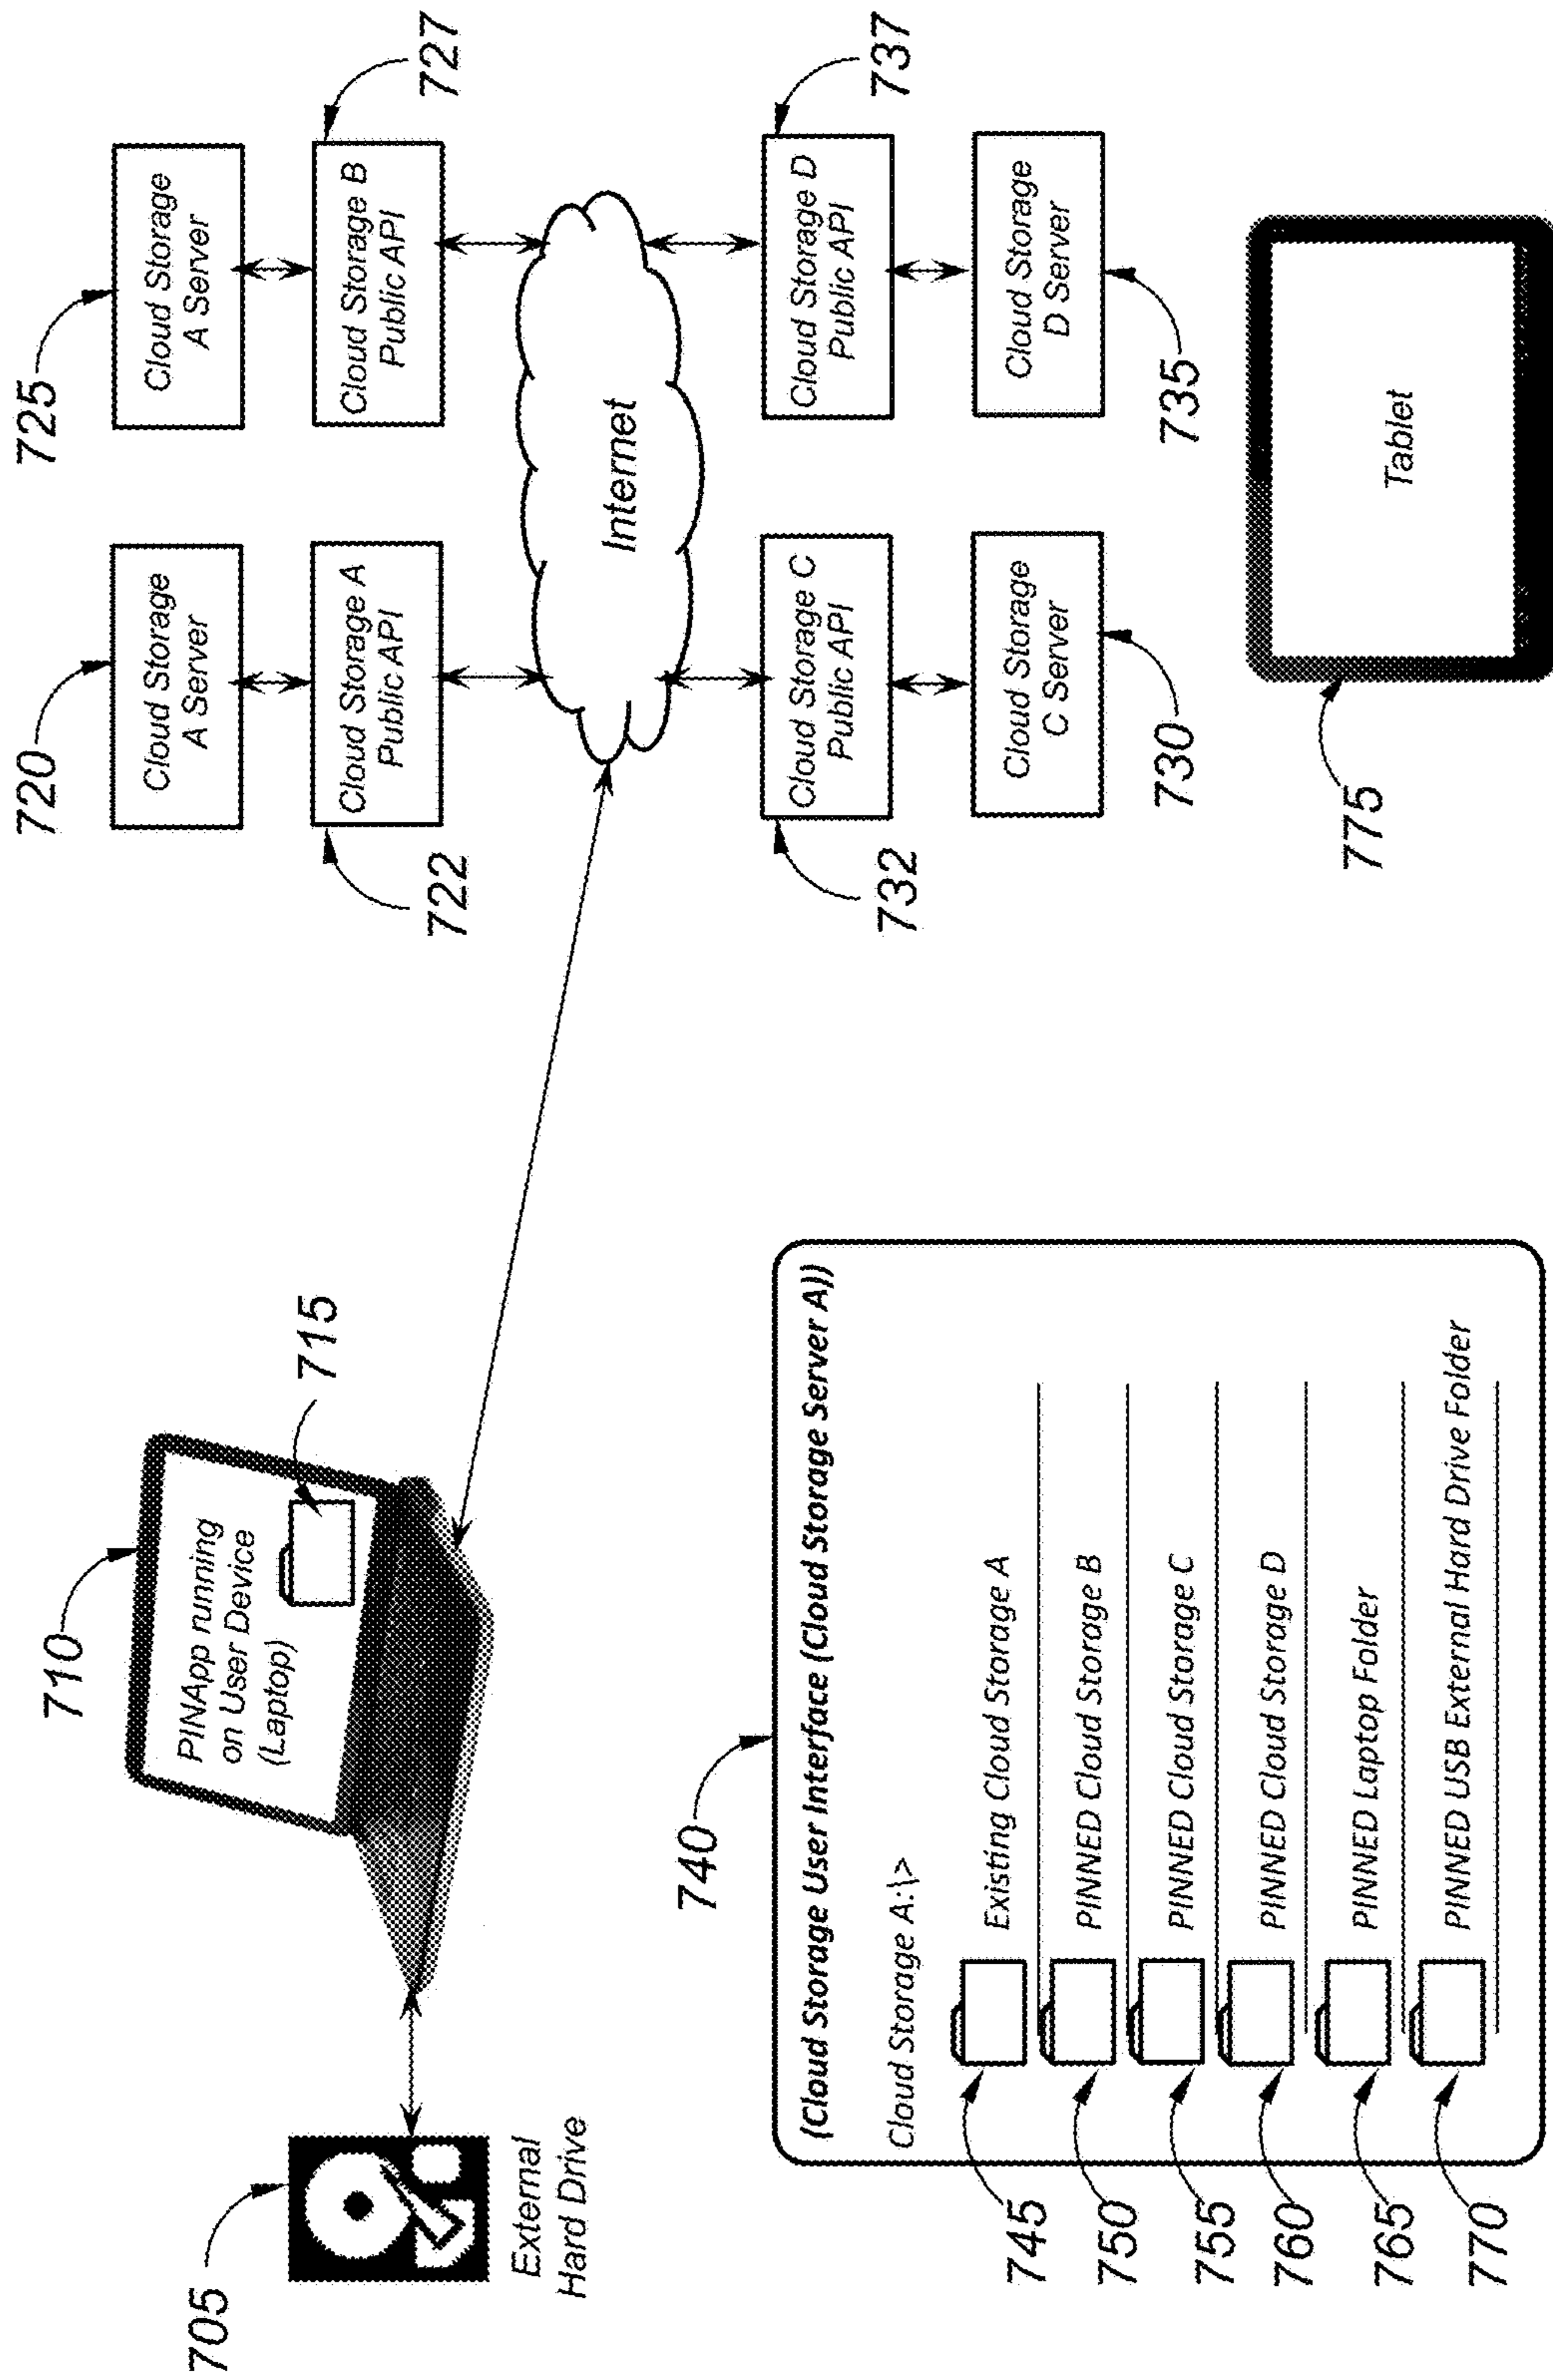 705
External
Hard Drive
710
PINApp running
on User Device
(Laptop)
715
720
Cloud Storage
A Server
725
Cloud Storage
A Server
722
Cloud Storage A
Public API
Cloud Storage B
Public API
727
Internet
732
Cloud Storage C
Public API
Cloud Storage D
Public API
737
Cloud Storage
C Server
730
Cloud Storage
D Server
735
775
Tablet
740
(Cloud Storage User Interface (Cloud Storage Server A))
Cloud Storage A:\>
745
Existing Cloud Storage A
750
PINNED Cloud Storage B
755
PINNED Cloud Storage C
760
PINNED Cloud Storage D
765
PINNED Laptop Folder
770
PINNED USB External Hard Drive Folder